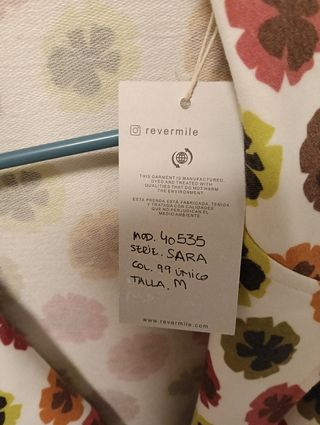 revermile
THIS GARMENT IS MANUFACTURED,
DYED AND TREATED WITH
QUALITIES THAT DO NOT HARM
THE ENVIRONMENT
ESTA PRENDA ESTÁ FABRICADA, TEÑIDA
Y TRATADA CON CALIDADES
QUE NO PERJUDICAN EL
MEDIO AMBIENTE
MOD. 40535
SERIE. SARA
COL. 99 ÚNICO
TALLA. M
www.revermile.com